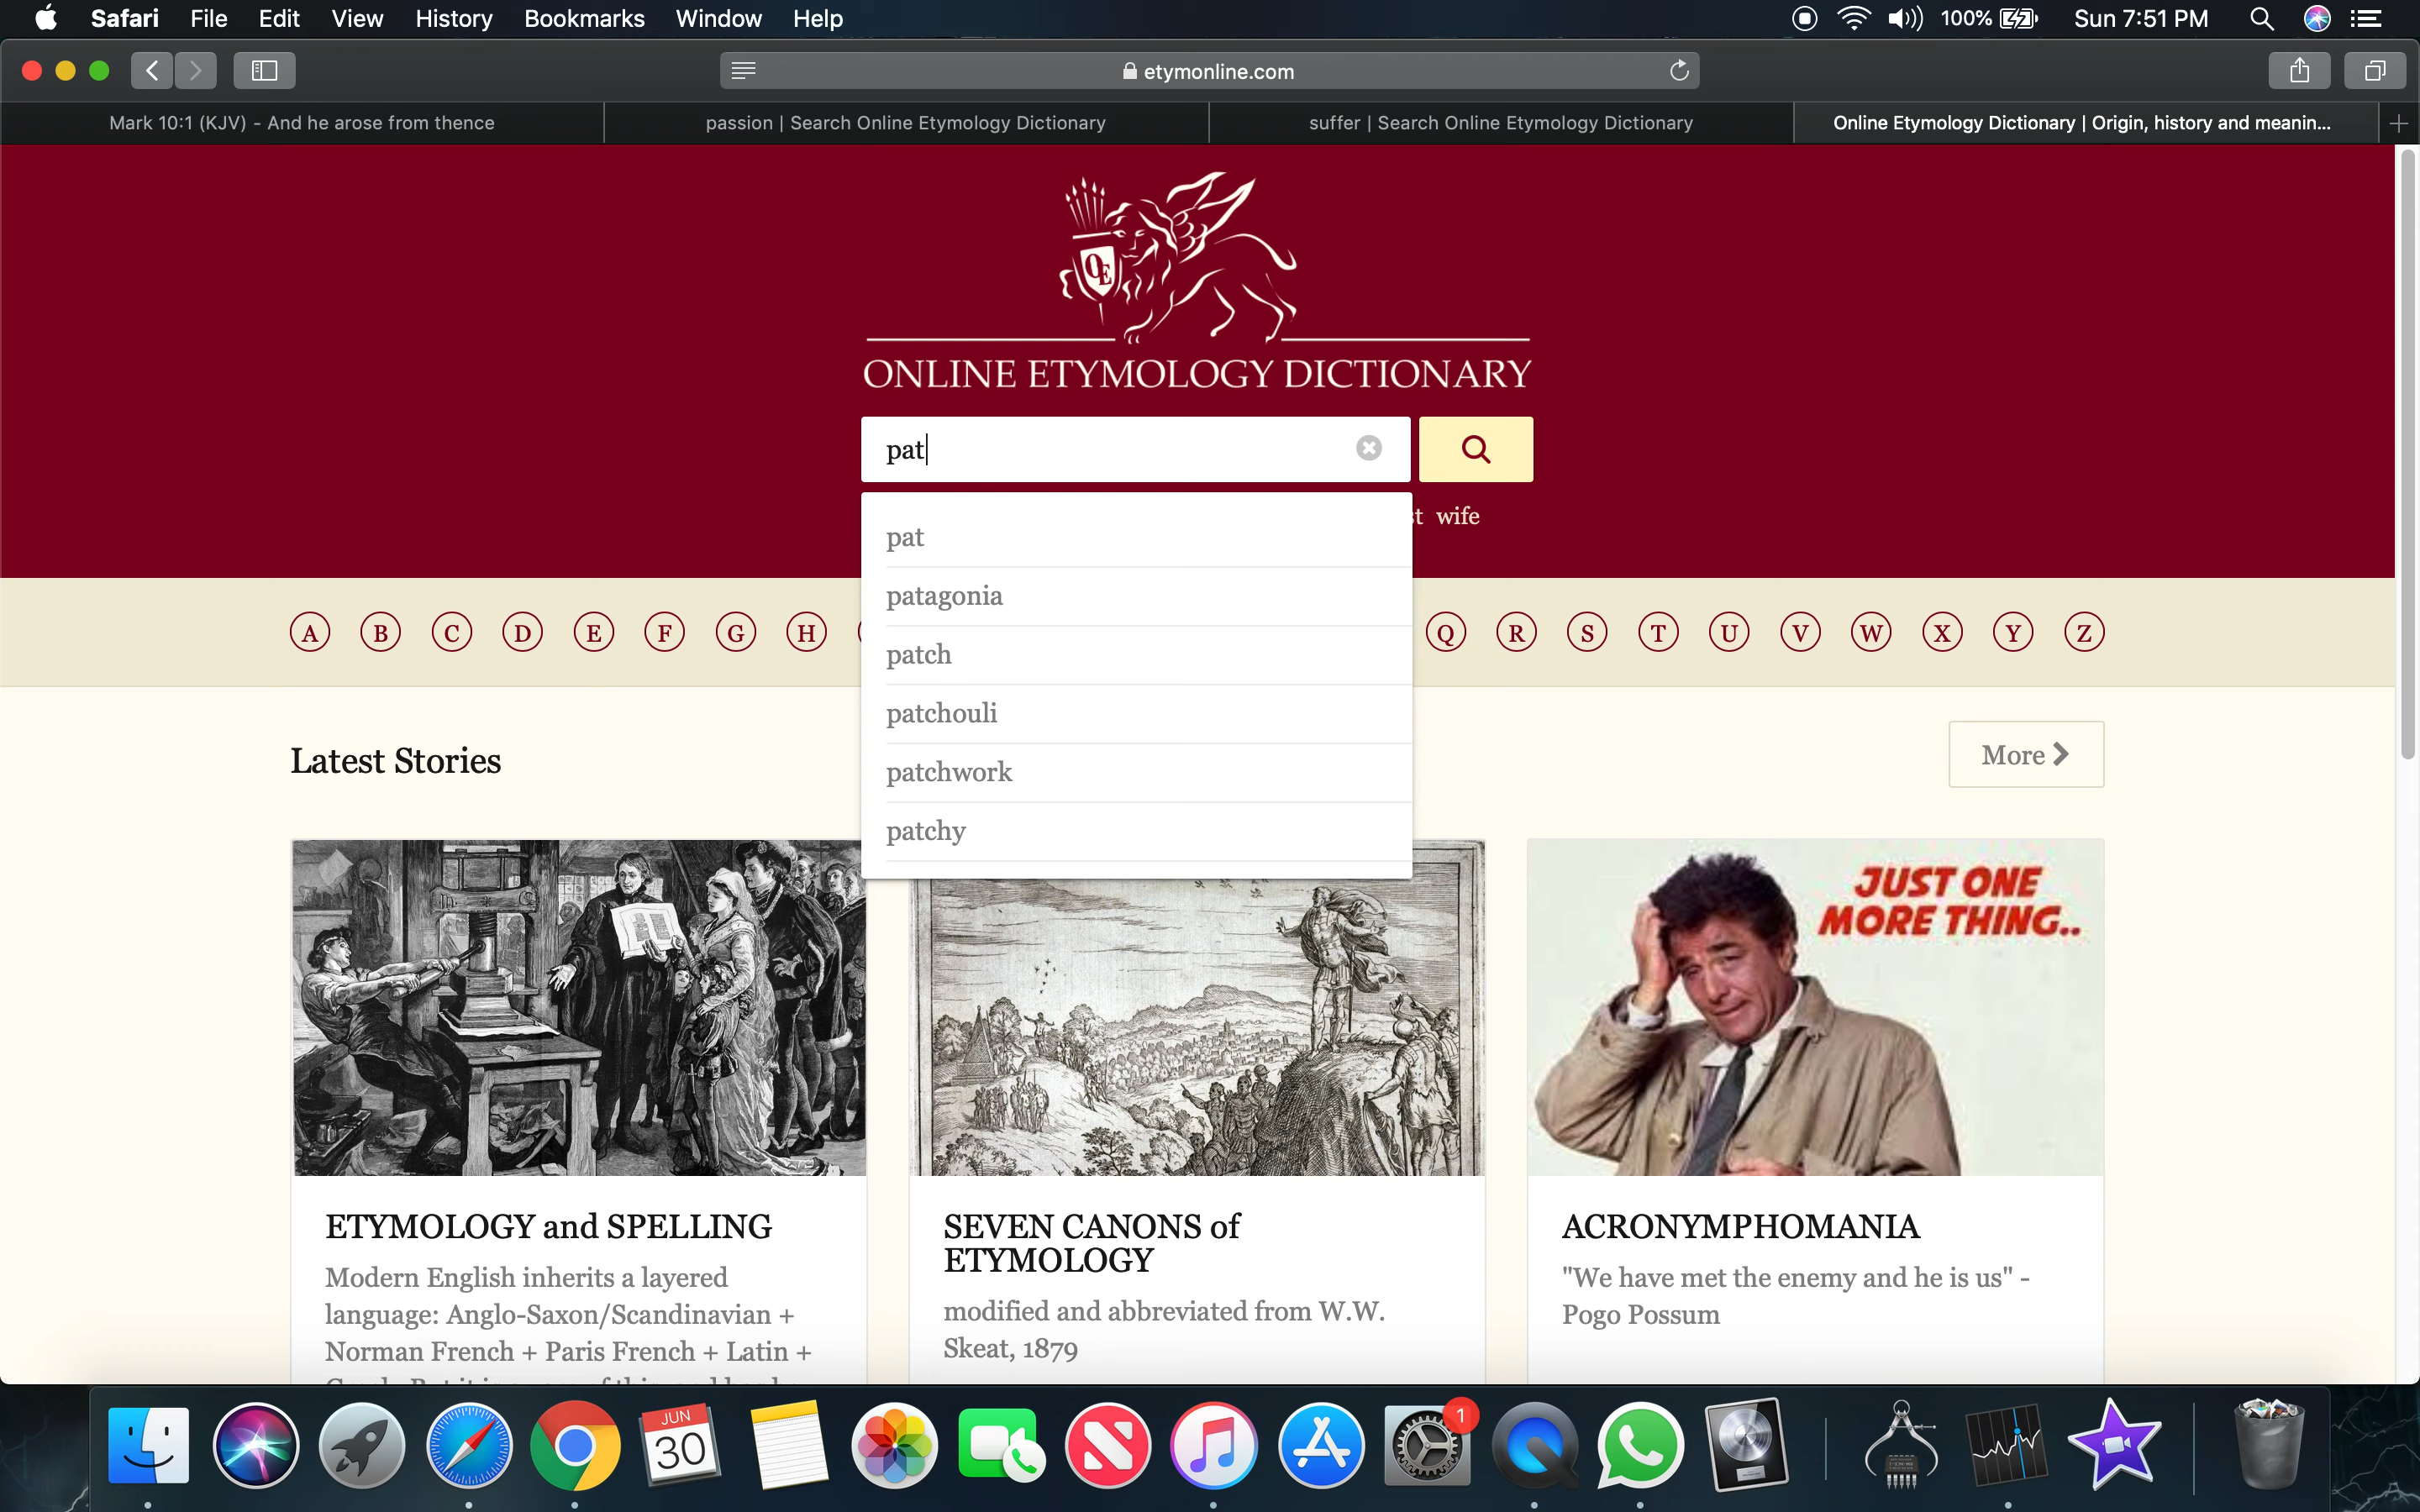 Safari File Edit View History Bookmarks Window Help 100% Sun 7:51 PM
etymonline.com
Mark 10:1 (KJV) - And he arose from thence
passion | Search Online Etymology Dictionary
suffer | Search Online Etymology Dictionary
Online Etymology Dictionary | Origin, history and meanin...
OE
ONLINE ETYMOLOGY DICTIONARY
pat
wife
pat
patagonia
patch
patchouli
patchwork
patchy
A B C D E F G H Q R S T U V W X Y Z
Latest Stories
More
JUST ONE
MORE THING..
ETYMOLOGY and SPELLING
Modern English inherits a layered
language: Anglo-Saxon/Scandinavian +
Norman French + Paris French + Latin +
SEVEN CANONS of
ETYMOLOGY
modified and abbreviated from W.W.
Skeat, 1879
ACRONYMPHOMANIA
"We have met the enemy and he is us" -
Pogo Possum
JUN
30
1